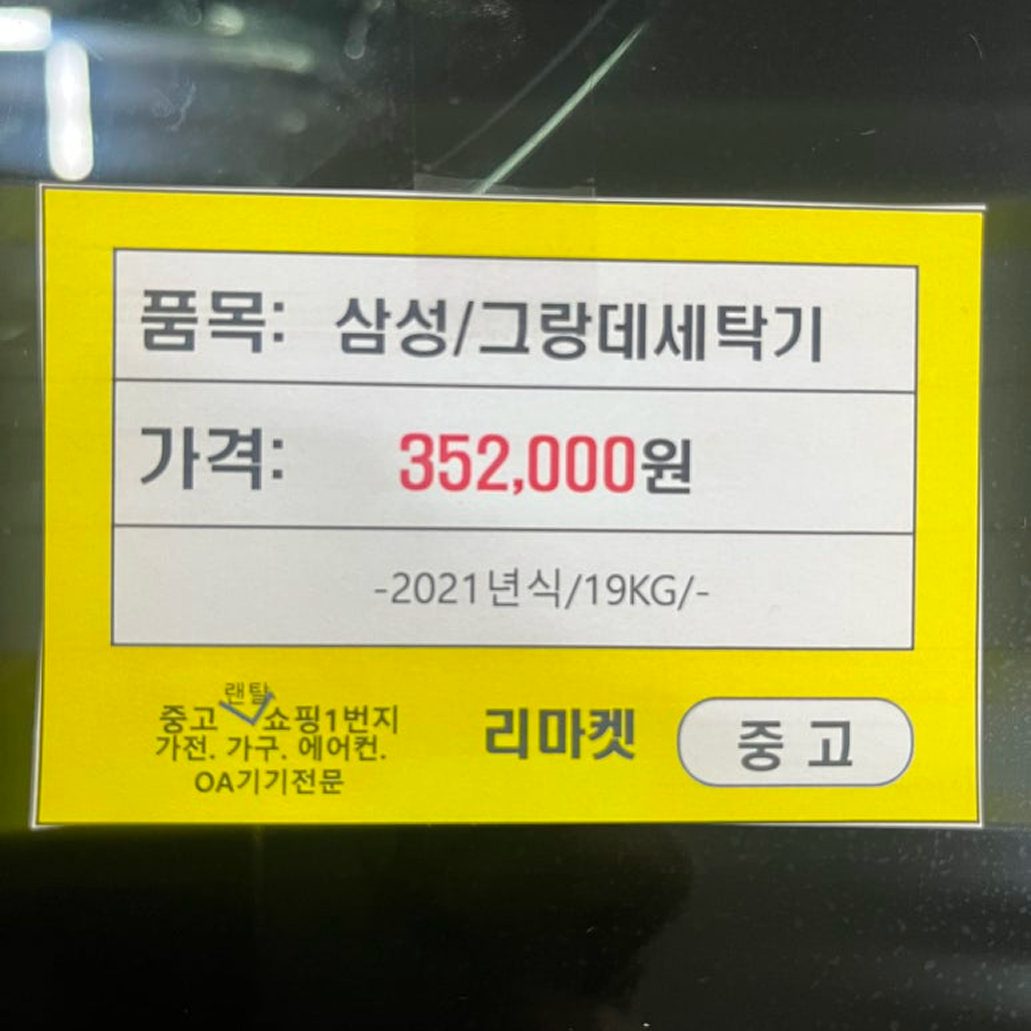 품목: 삼성/그랑데세탁기
가격: 352,000원
-2021년식/19KG/-
랜탈
중고 쇼핑1번지
가전. 가구. 에어컨.
OA기기전문
리마켓
중고